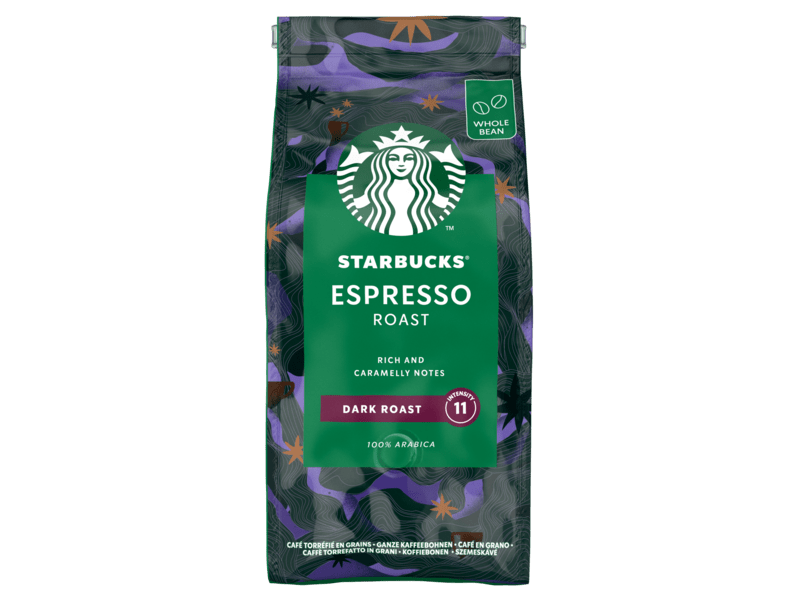 WHOLE
BEAN
TM
STARBUCKS®
ESPRESSO
ROAST
RICH AND
CARAMELLY NOTES
DARK ROAST
INTENSITY
11
100% ARABICA
CAFÉ TORRÉFIÉ EN GRAINS • GANZE KAFFEEBOHNEN • CAFÉ EN GRANO •
CAFFÈ TORREFATTO IN GRANI • KOFFIEBONEN • SZEMESKÁVÉ